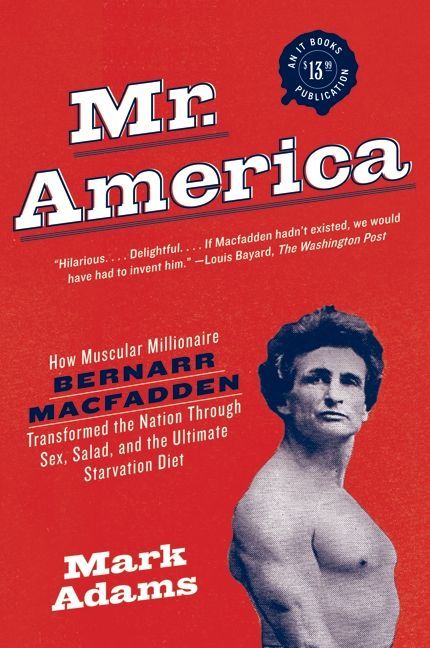 AN IT BOOKS
$13.99
PUBLICATION
Mr.
America
"Hilarious. . . . Delightful. . . . If Macfadden hadn't existed, we would
have had to invent him." —Louis Bayard, The Washington Post
How Muscular Millionaire
BERNARR
MACFADDEN
Transformed the Nation Through
Sex, Salad, and the Ultimate
Starvation Diet
Mark
Adams